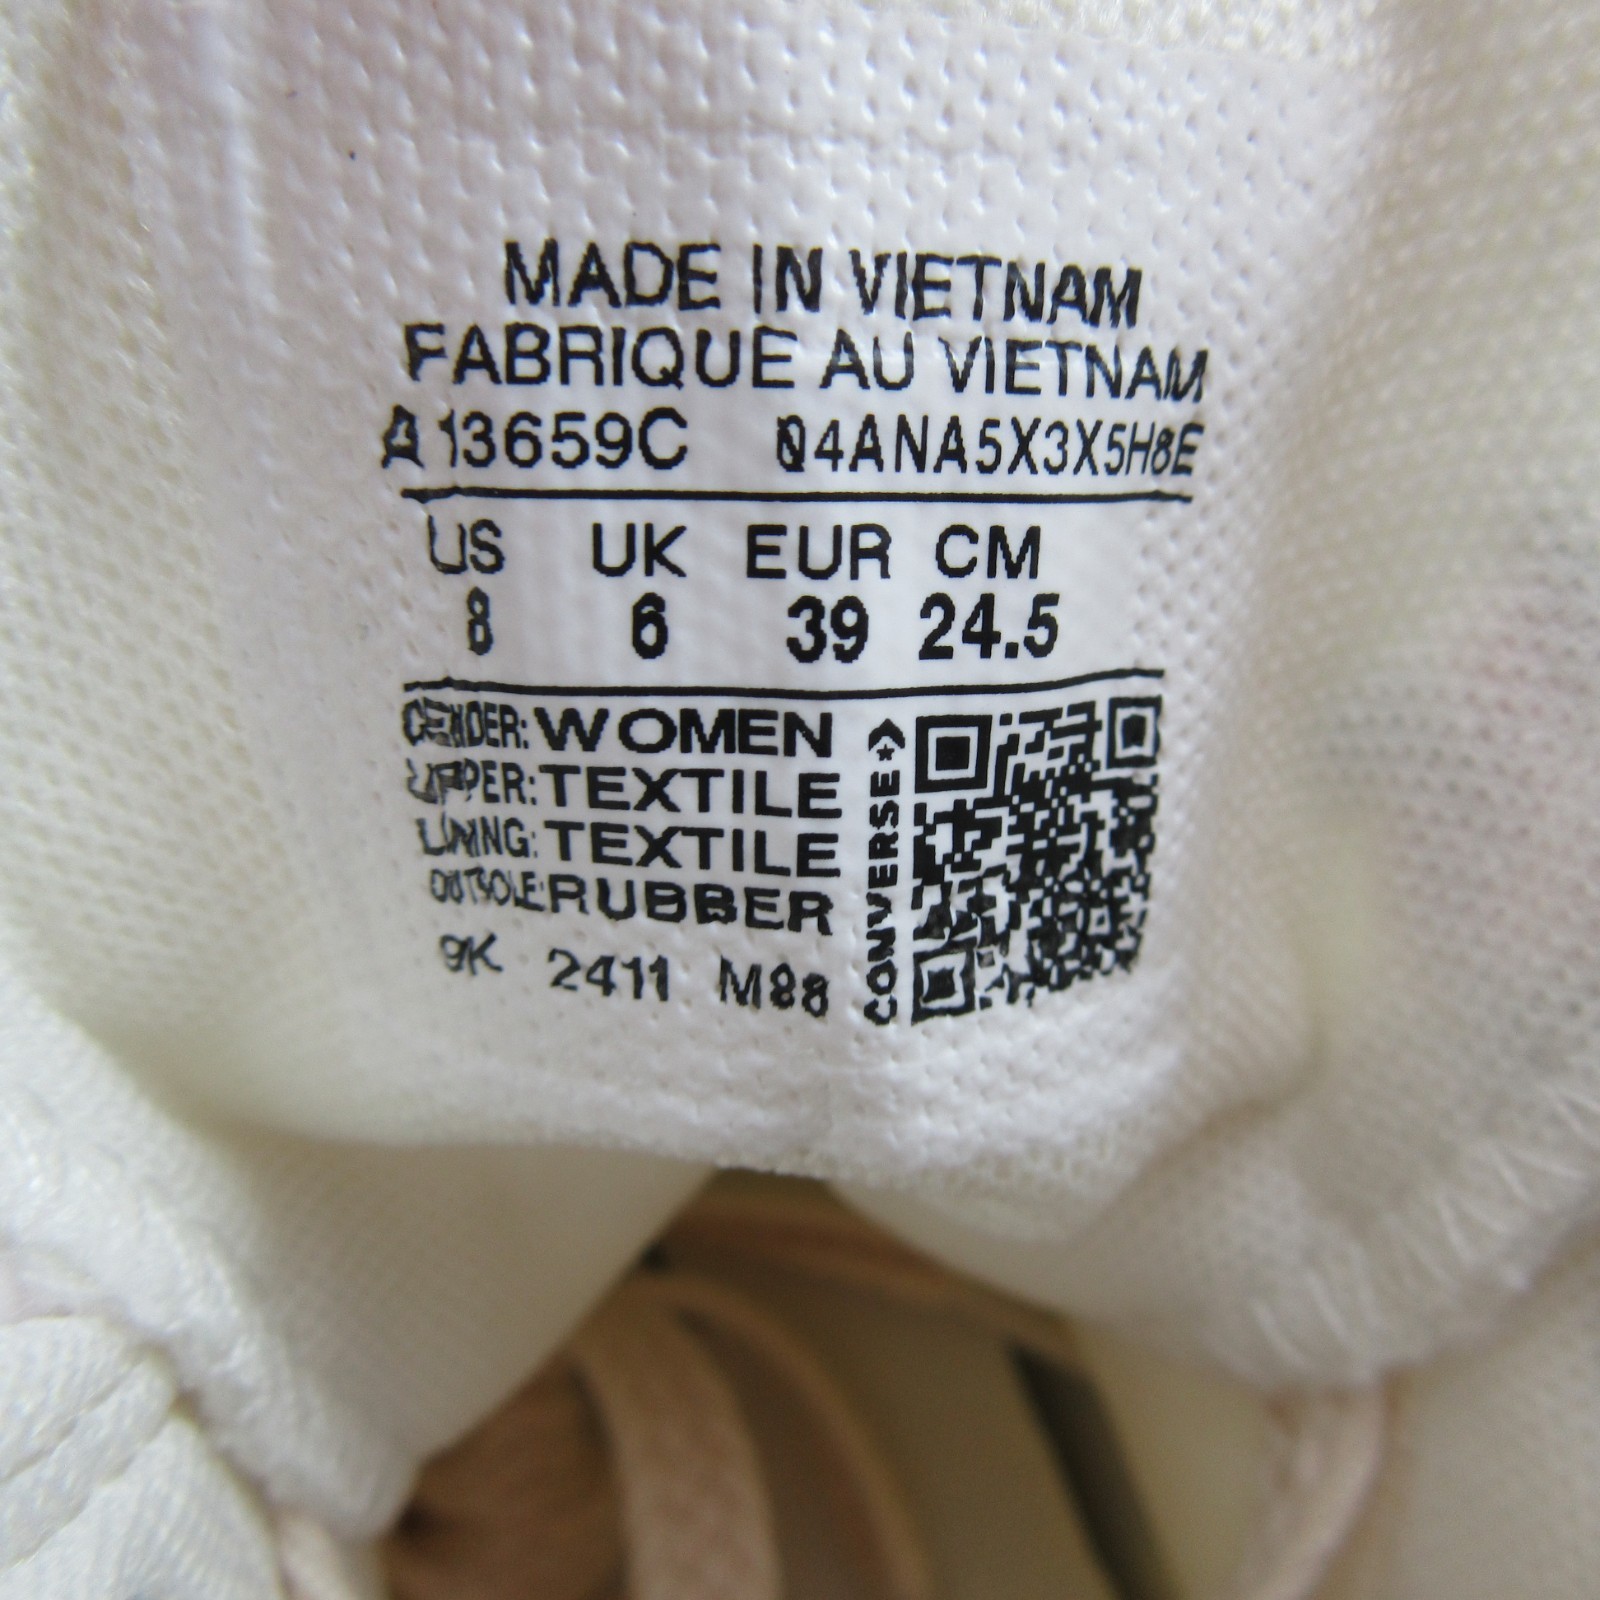 MADE IN VIETNAM
FABRIQUE AU VIETNAM
A13659C 04ANA5X3X5H8E
US UK EUR CM
8 6 39 24.5
GENDER: WOMEN
UPPER: TEXTILE
LINING: TEXTILE
OUTSOLE: RUBBER
9K 2411 M88
CONVERSE